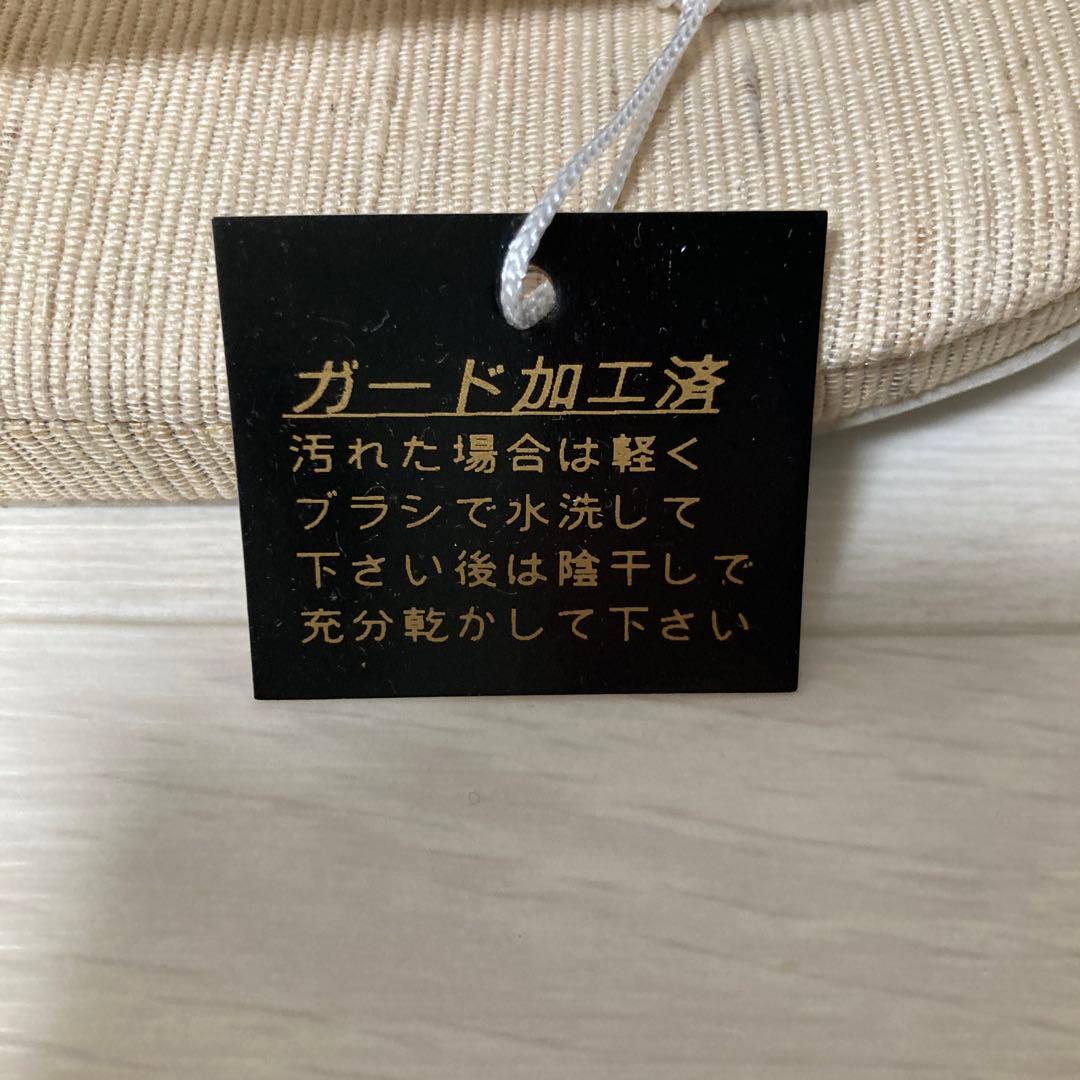 ガード加工済
汚れた場合は軽く
ブラシで水洗して
下さい後は陰干しで
充分乾かして下さい